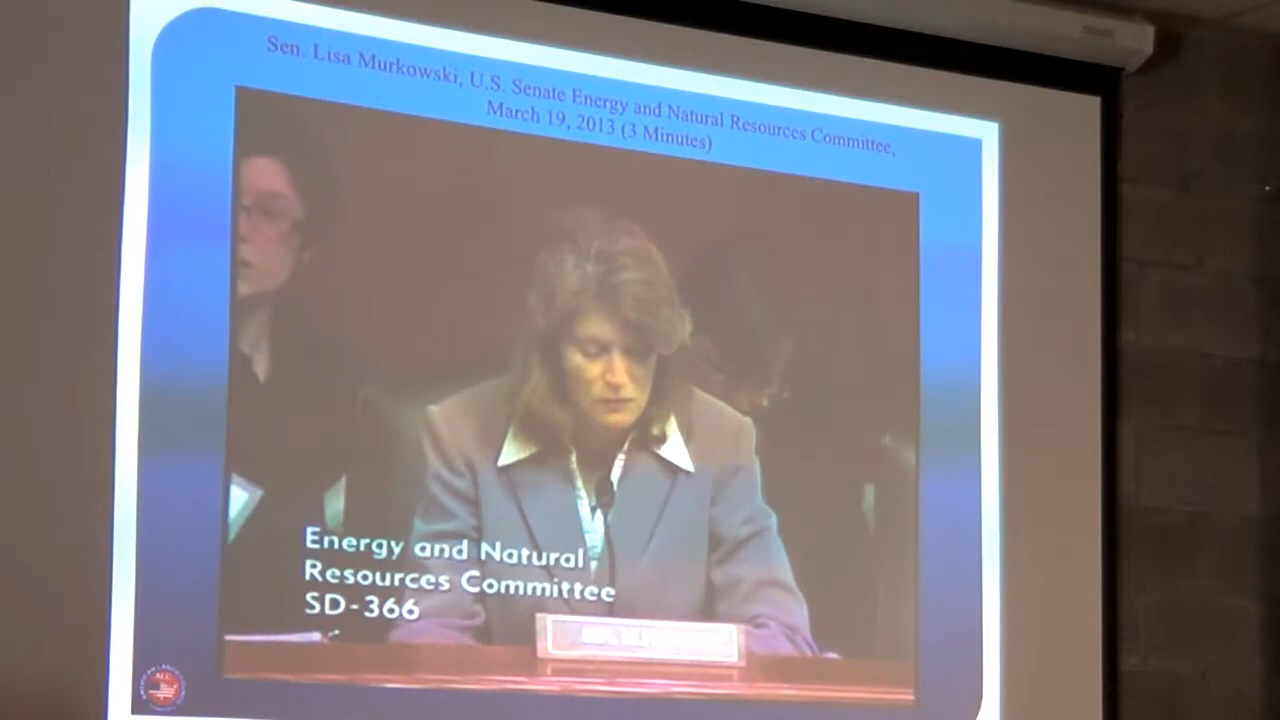 Sen. Lisa Murkowski, U.S. Senate Energy and Natural Resources Committee,
March 19, 2013 (3 Minutes)
Energy and Natural
Resources Committee
SD-366